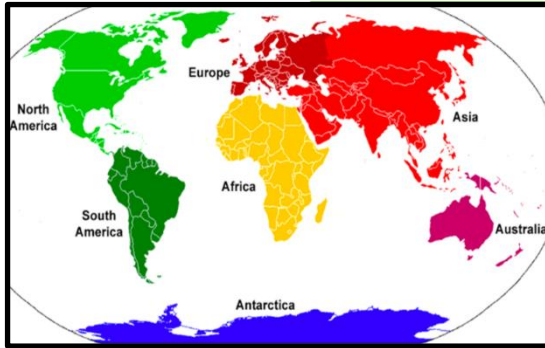 Europe
North
America
Asia
Africa
South
America
Australia
Antarctica